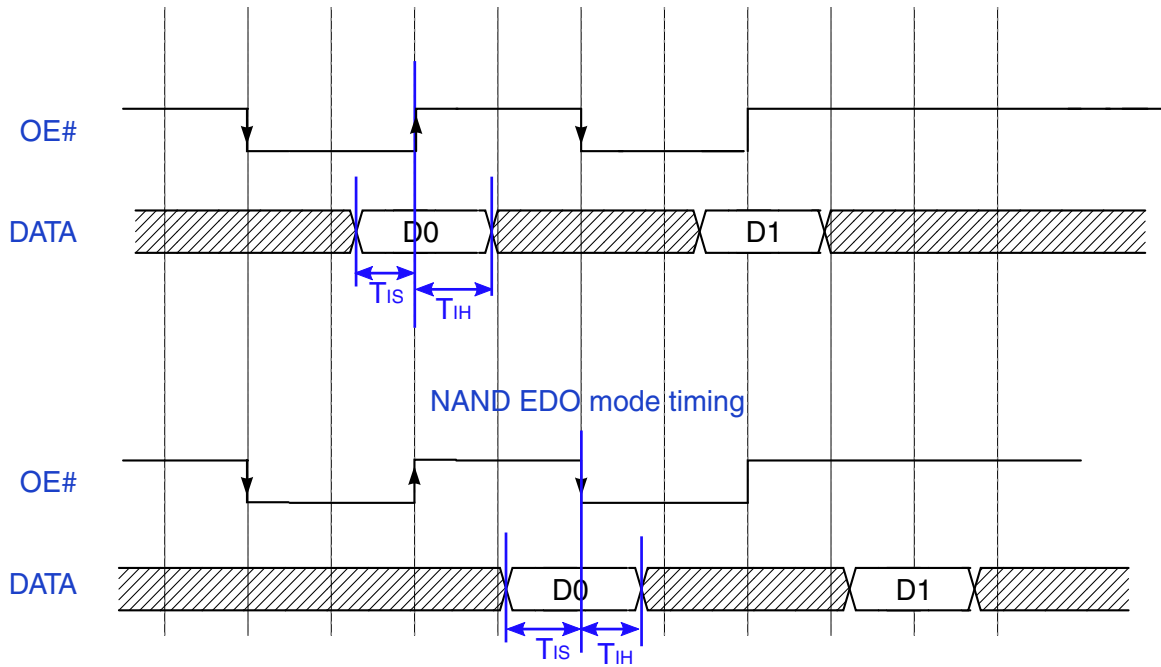 OE#
DATA
D0
D1
TIS
TIH
NAND EDO mode timing
OE#
DATA
D0
D1
TIS
TIH